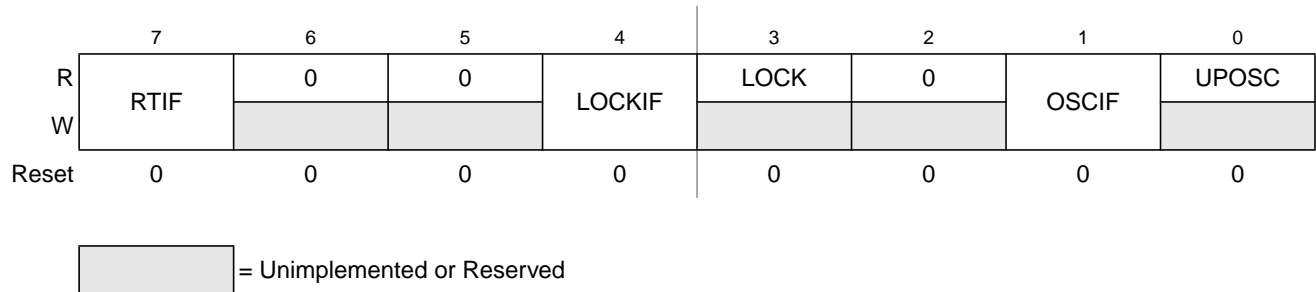 7 6 5 4 3 2 1 0
R RTIF 0 0 LOCKIF LOCK 0 OSCIF UPOSC
W
Reset 0 0 0 0 0 0 0 0
= Unimplemented or Reserved